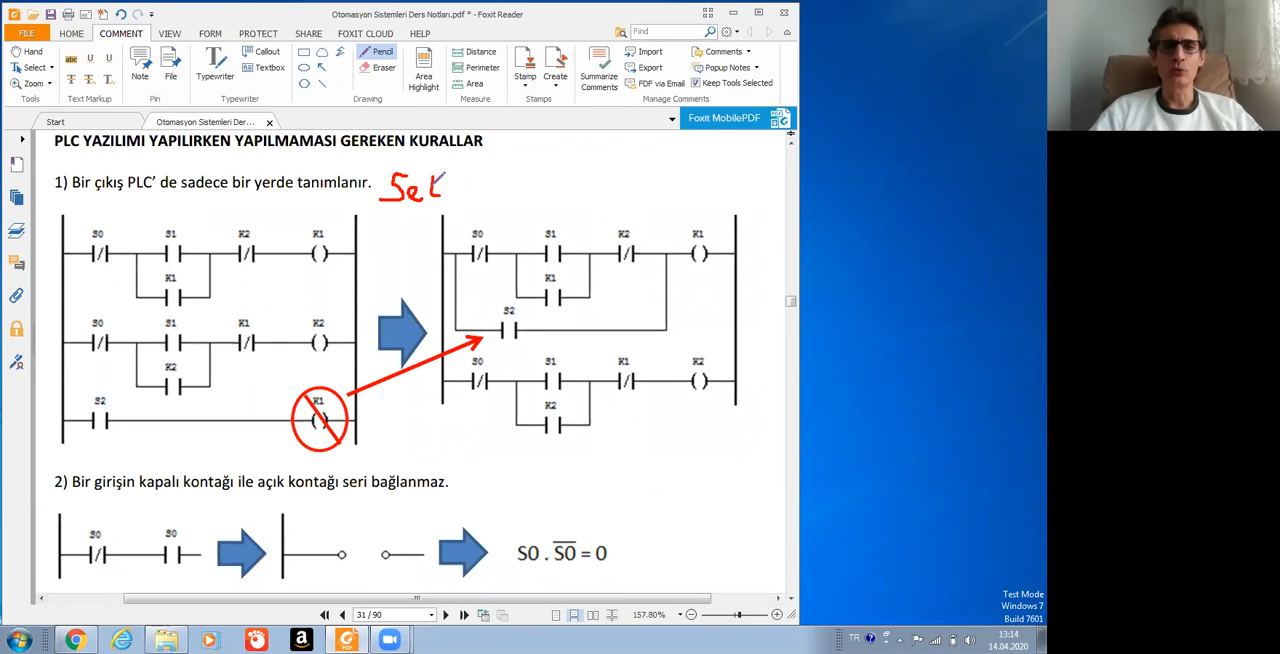 Otomasyon Sistemleri Ders Notları.pdf * - Foxit Reader
FILE HOME COMMENT VIEW FORM PROTECT SHARE FOXIT CLOUD HELP
Find
Hand
Select
Zoom
Tools
Text Markup
Note
File
Pin
Typewriter
Callout
Textbox
Typewriter
Pencil
Eraser
Drawing
Area Highlight
Distance
Perimeter
Area
Measure
Stamp
Create
Stamps
Summarize Comments
Import
Export
FDF via Email
Comments
Popup Notes
Keep Tools Selected
Manage Comments
Start
Otomasyon Sistemleri Der...
Foxit MobilePDF
PLC YAZILIMI YAPILIRKEN YAPILMAMASI GEREKEN KURALLAR
1) Bir çıkış PLC’ de sadece bir yerde tanımlanır. Set
S0 S1 K2 K1
K1
S0 S1 K1 K2
K2
S2 K1
S0 S1 K2 K1
K1
S2
S0 S1 K1 K2
K2
2) Bir girişin kapalı kontağı ile açık kontağı seri bağlanmaz.
S0 S0
S0 . S̅0̅ = 0
31 / 90
157.80%
Test Mode
Windows 7
Build 7601
TR
13:14
14.04.2020